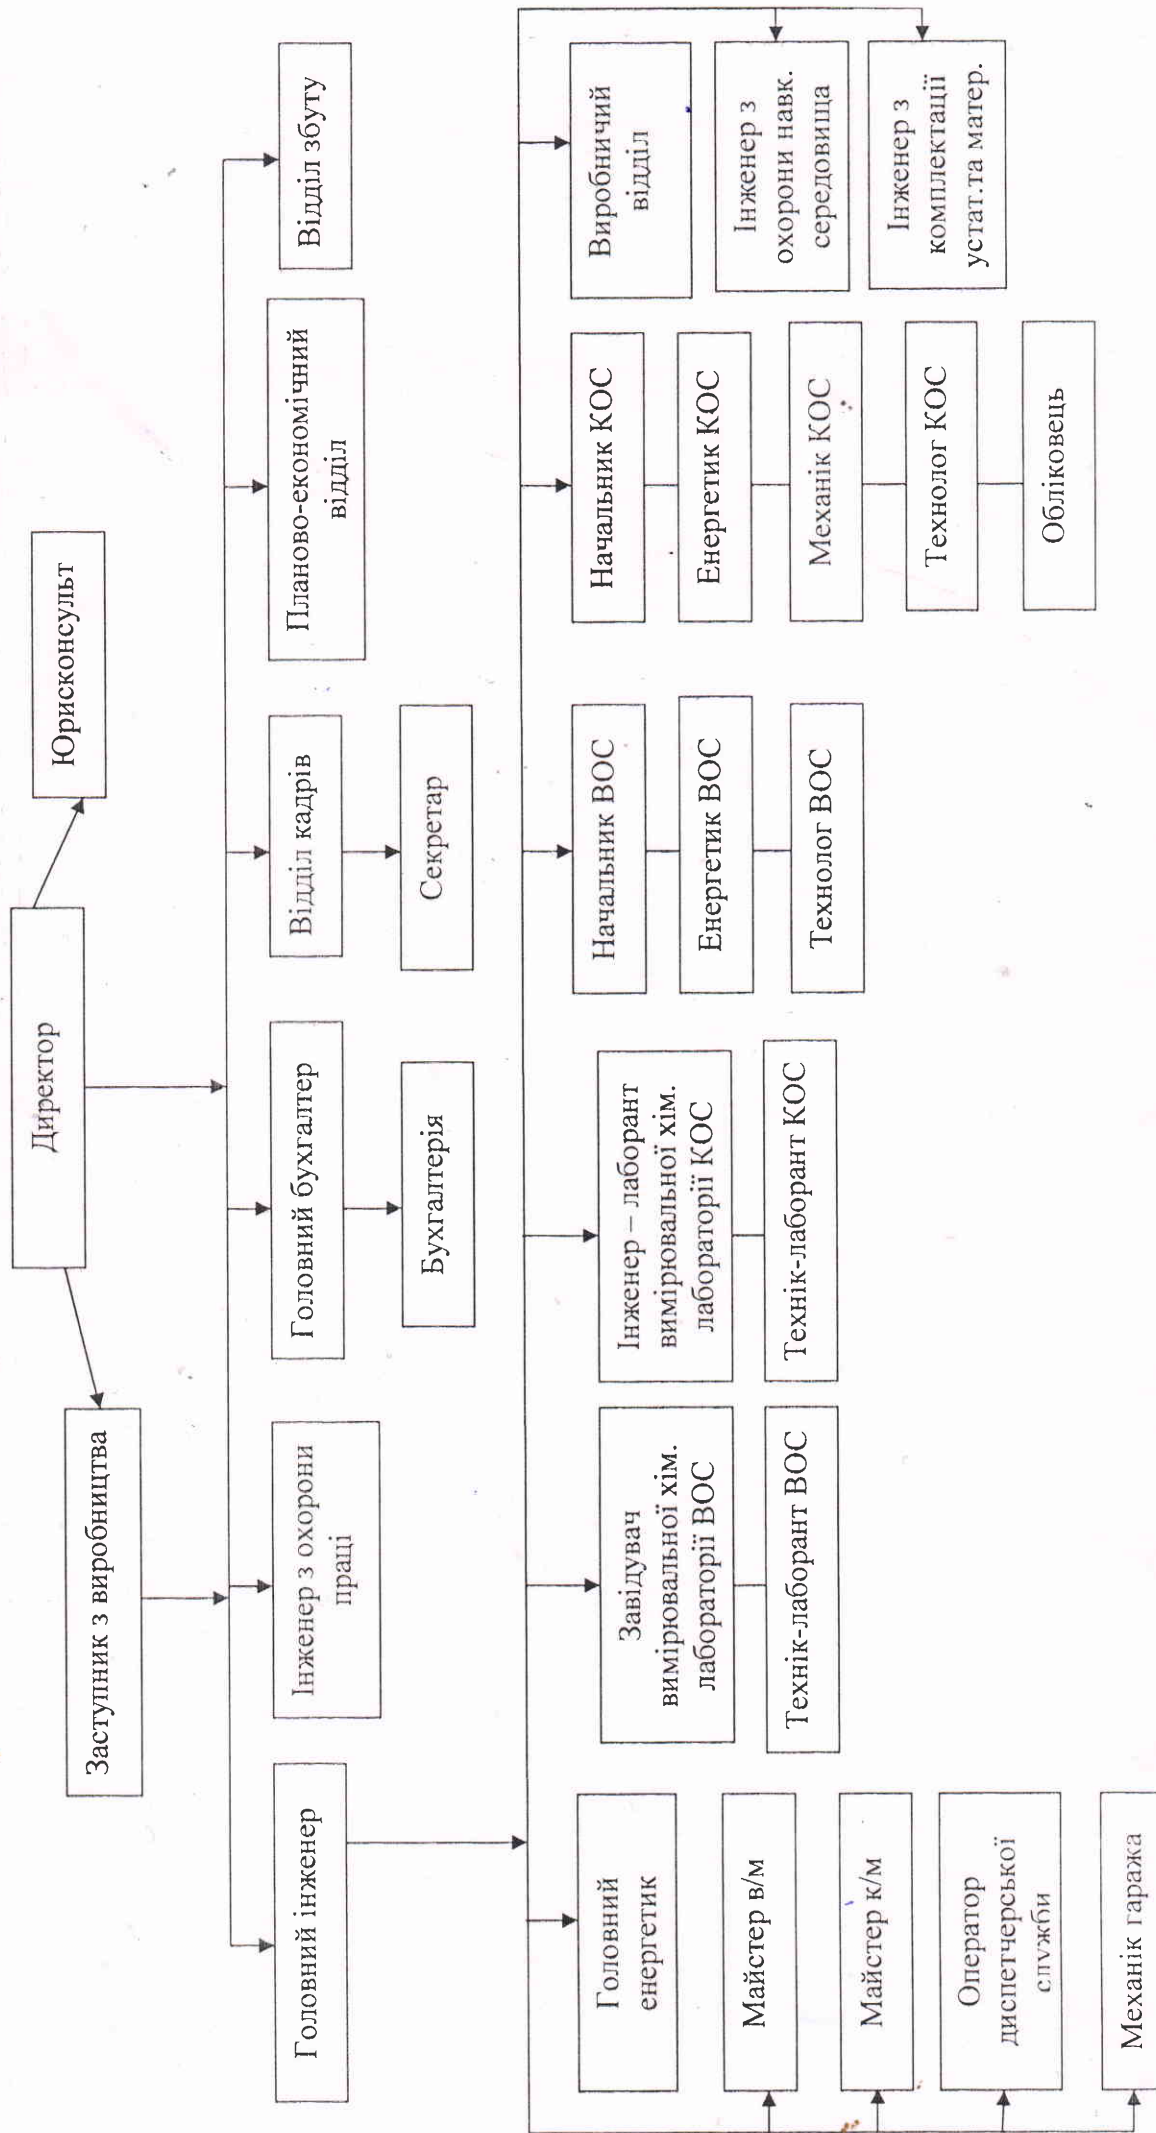 Директор
Юрисконсульт
Заступник з виробництва
Головний інженер
Інженер з охорони
праці
Головний бухгалтер
Відділ кадрів
Планово-економічний
відділ
Відділ збуту
Бухгалтерія
Секретар
Головний
енергетик
Майстер в/м
Майстер к/м
Оператор
диспетчерської
служби
Механік гаража
Завідувач
вимірювальної хім.
лабораторії ВОС
Технік-лаборант ВОС
Інженер – лаборант
вимірювальної хім.
лабораторії КОС
Технік-лаборант КОС
Начальник ВОС
Енергетик ВОС
Технолог ВОС
Начальник КОС
Енергетик КОС
Механік КОС
Технолог КОС
Обліковець
Виробничий
відділ
Інженер з
охорони навк.
середовища
Інженер з
комплектації
устат.та матер.